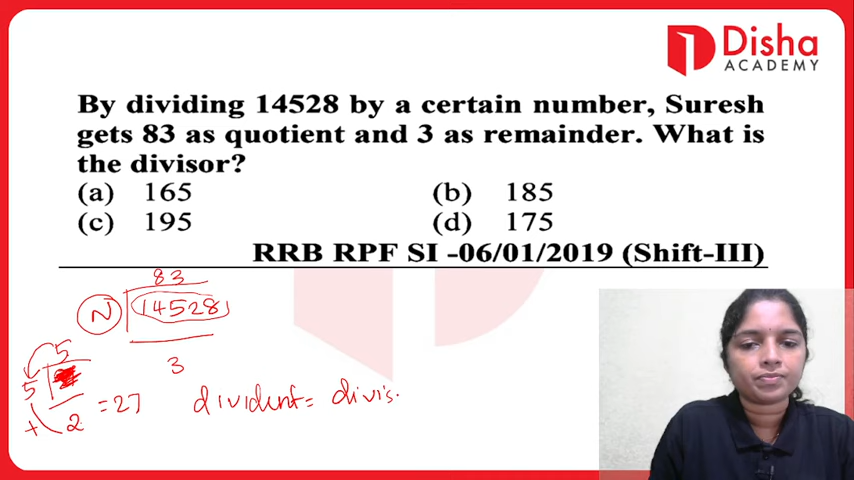 Disha
ACADEMY
By dividing 14528 by a certain number, Suresh
gets 83 as quotient and 3 as remainder. What is
the divisor?
(a) 165 (b) 185
(c) 195 (d) 175
RRB RPF SI -06/01/2019 (Shift-III)
83
N 14528
3
5
5
+ 2 = 27
divident= divis